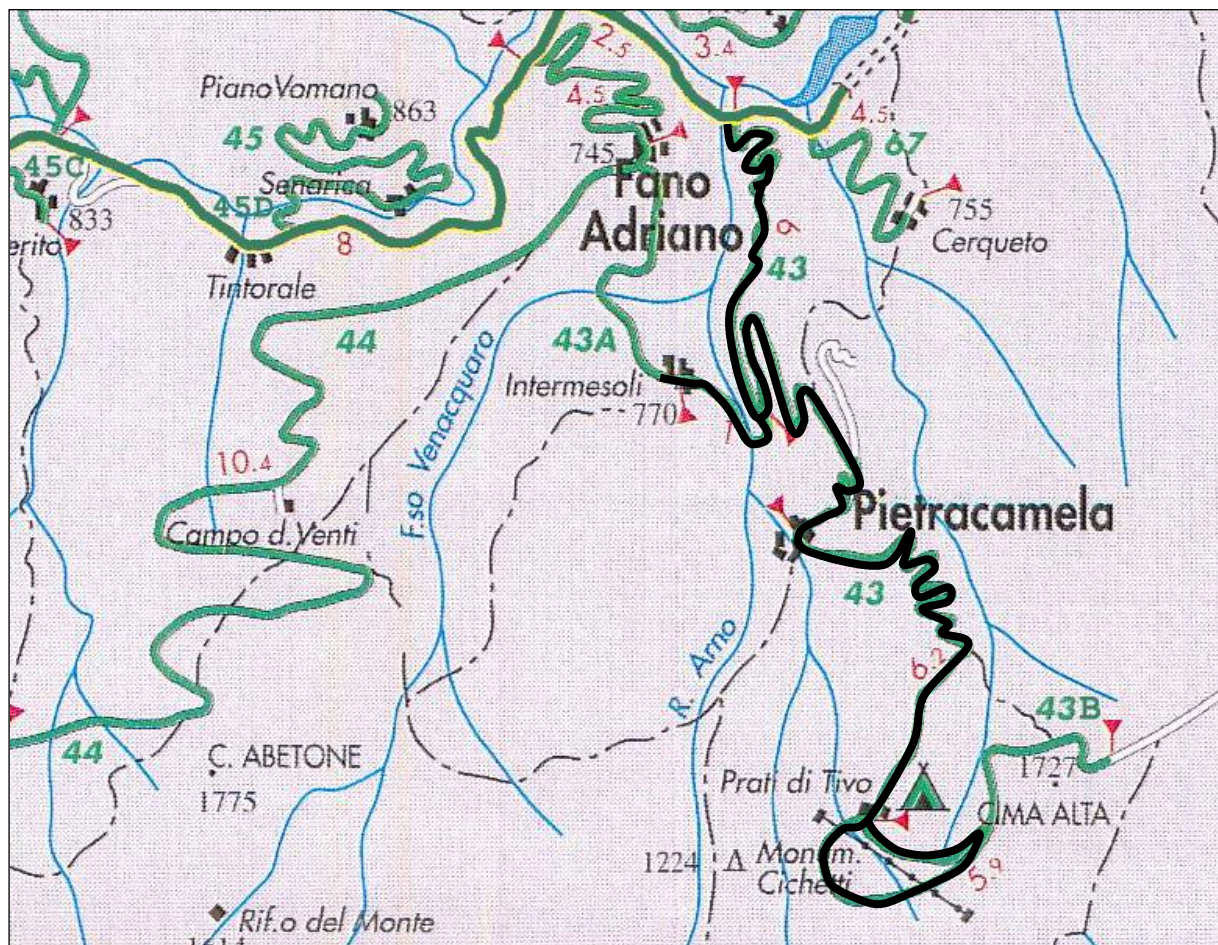 2.5
3.4
Piano Vomano
863
4.5
4.5
45
67
745
45C
Senarica
Fano
Adriano
755
833
45D
8
9
Cerqueto
erito
Tintorale
43
44
43A
Intermesoli
770
1
F.so Venacquaro
10.4
Campo d. Venti
Pietracamela
43
R. Arno
6.2
43B
44
C. ABETONE
1775
1727
Prati di Tivo
CIMA ALTA
1224
Monum.
Cichetti
5.9
Rif.o del Monte
1614